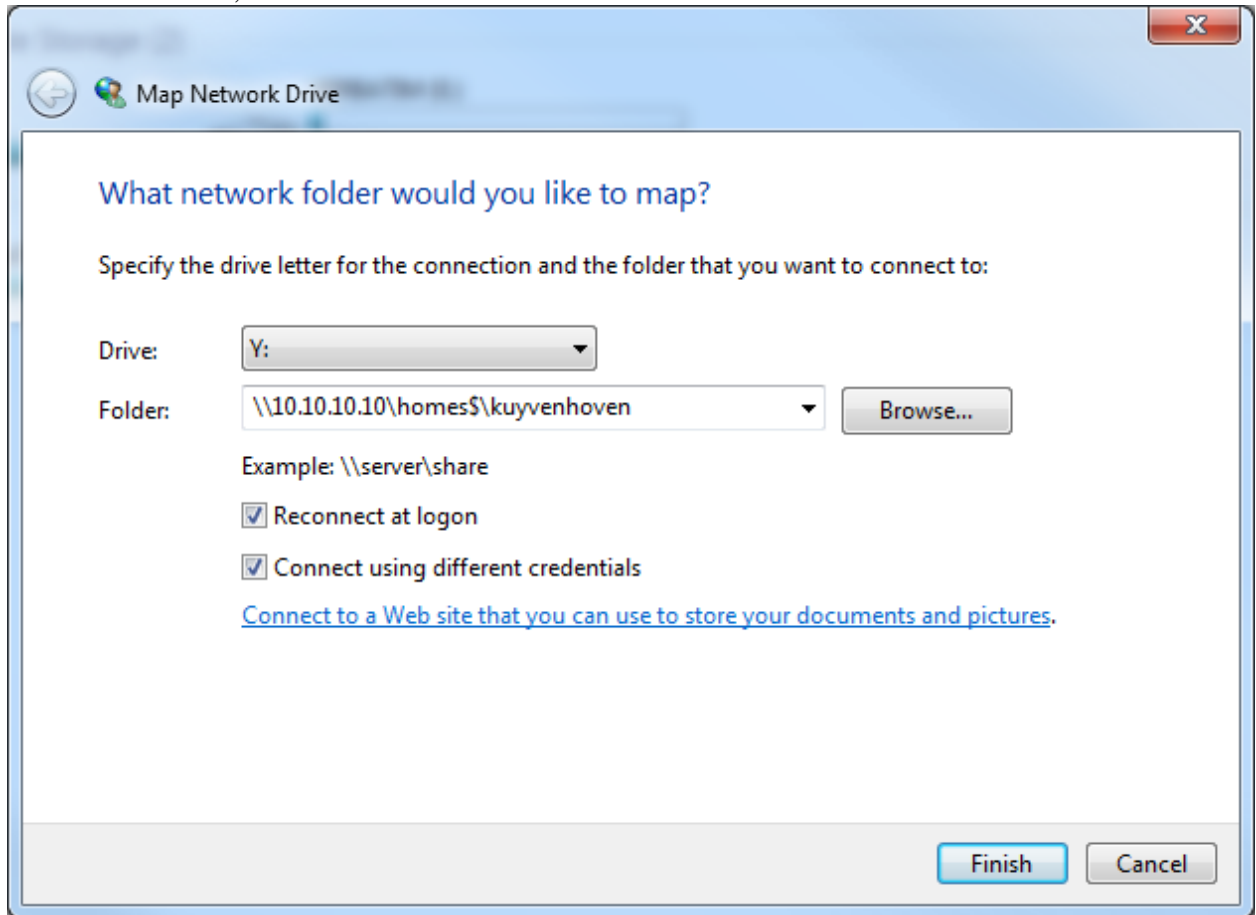 Map Network Drive
What network folder would you like to map?
Specify the drive letter for the connection and the folder that you want to connect to:
Drive: Y:
Folder: \\10.10.10.10\homes$\kuyvenhoven Browse...
Example: \\server\share
Reconnect at logon
Connect using different credentials
Connect to a Web site that you can use to store your documents and pictures.
Finish Cancel